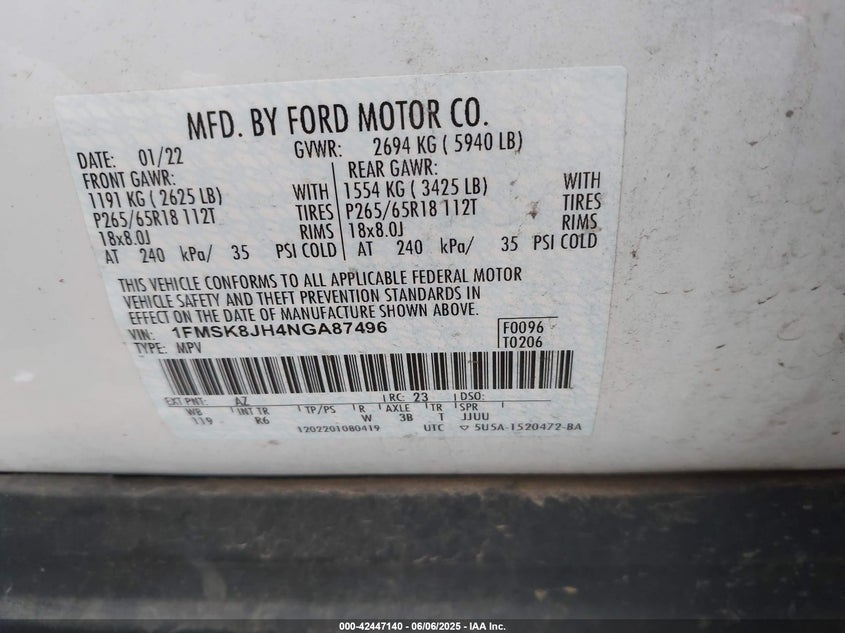 MFD. BY FORD MOTOR CO.
DATE: 01/22 GVWR: 2694 KG ( 5940 LB)
FRONT GAWR: REAR GAWR:
1191 KG ( 2625 LB) WITH 1554 KG ( 3425 LB) WITH
P265/65R18 112T TIRES P265/65R18 112T TIRES
18x8.0J RIMS 18x8.0J RIMS
AT 240 kPa/ 35 PSI COLD AT 240 kPa/ 35 PSI COLD
THIS VEHICLE CONFORMS TO ALL APPLICABLE FEDERAL MOTOR
VEHICLE SAFETY AND THEFT PREVENTION STANDARDS IN
EFFECT ON THE DATE OF MANUFACTURE SHOWN ABOVE.
VIN: 1FMSK8JH4NGA87496 F0096
TYPE: MPV T0206
EXT PNT: AZ RC: 23 DSO:
WB INT TR TP/PS R AXLE TR SPR
119 R6 W 3B T JJUU
1202201080419 UTC ▽ 5U5A-1520472-BA
000-42447140 - 06/06/2025 - IAA Inc.